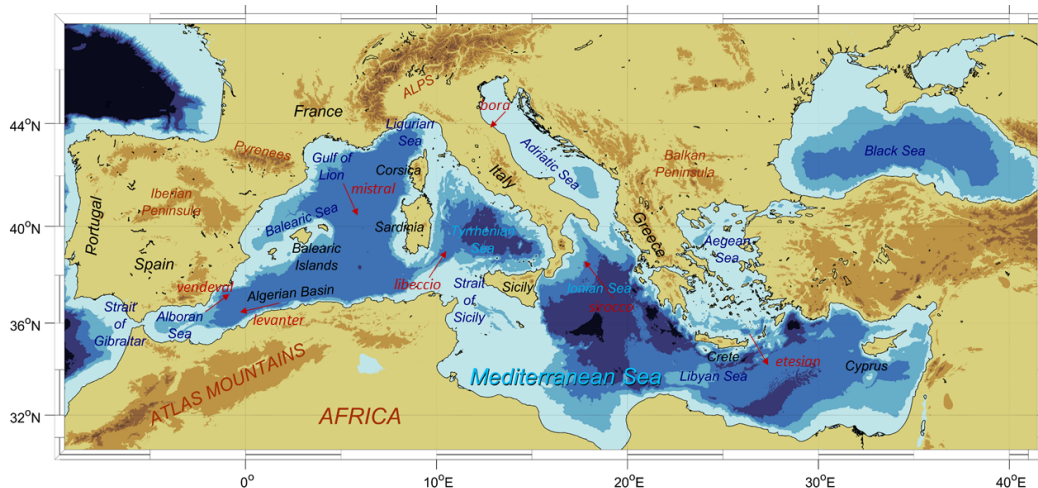 ALPS
bora
France
44°N
Ligurian
Sea
Pyrenees
Gulf of
Lion
Corsica
Italy
Adriatic Sea
Balkan
Peninsula
Black Sea
mistral
Iberian
Peninsula
Portugal
40°N
Balearic Sea
Sardinia
Tyrrhenian
Sea
Greece
Aegean
Sea
Balearic
Islands
Spain
vendeval
Algerian Basin
libeccio
Strait
of
Sicily
Sicily
Ionian Sea
sirocco
Strait
of
Gibraltar
Alboran
Sea
levanter
36°N
Crete
etesian
Cyprus
Mediterranean Sea
Libyan Sea
ATLAS MOUNTAINS
AFRICA
32°N
0°
10°E
20°E
30°E
40°E